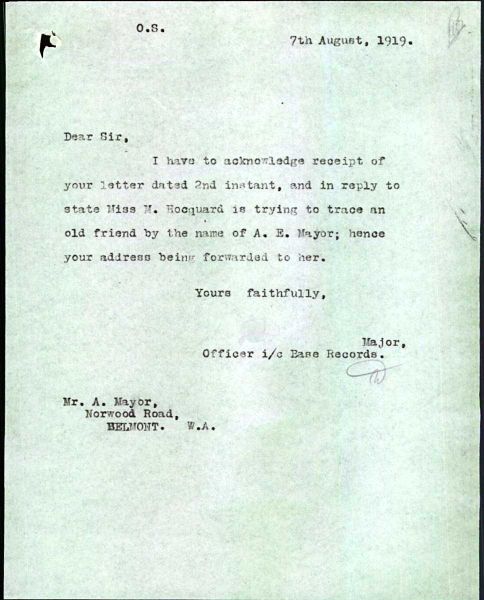 O.S.
7th August, 1919.
Dear Sir,
I have to acknowledge receipt of
your letter dated 2nd instant, and in reply to
state Miss M. Hocquard is trying to trace an
old friend by the name of A. E. Mayor; hence
your address being forwarded to her.
Yours faithfully,
Major,
Officer i/c Base Records.
Mr. A. Mayor,
Norwood Road,
BELMONT. W.A.